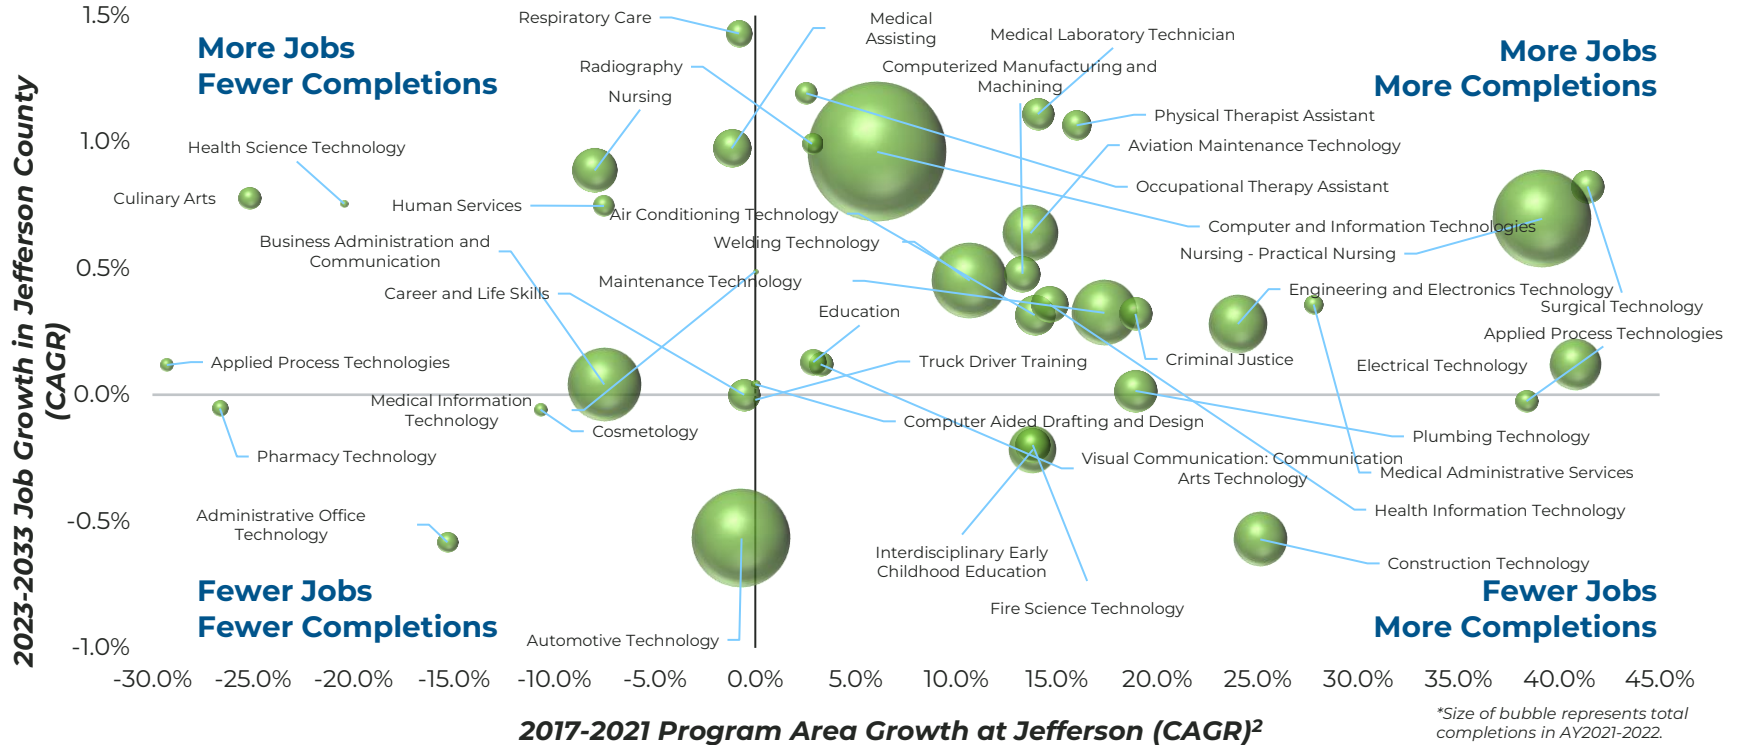 1.5%
1.0%
0.5%
0.0%
-0.5%
-1.0%
2023-2033 Job Growth in Jefferson County
(CAGR)
More Jobs
Fewer Completions
More Jobs
More Completions
Respiratory Care
Medical
Assisting
Medical Laboratory Technician
Radiography
Computerized Manufacturing and
Machining
Nursing
Physical Therapist Assistant
Health Science Technology
Aviation Maintenance Technology
Culinary Arts
Human Services
Occupational Therapy Assistant
Air Conditioning Technology
Computer and Information Technologies
Business Administration and
Communication
Welding Technology
Nursing - Practical Nursing
Maintenance Technology
Career and Life Skills
Engineering and Electronics Technology
Surgical Technology
Education
Applied Process Technologies
Applied Process Technologies
Truck Driver Training
Criminal Justice
Electrical Technology
Medical Information
Technology
Cosmetology
Computer Aided Drafting and Design
Plumbing Technology
Pharmacy Technology
Visual Communication: Communication
Arts Technology
Medical Administrative Services
Administrative Office
Technology
Health Information Technology
Interdisciplinary Early
Childhood Education
Construction Technology
Fire Science Technology
Automotive Technology
Fewer Jobs
Fewer Completions
Fewer Jobs
More Completions
-30.0% -25.0% -20.0% -15.0% -10.0% -5.0% 0.0% 5.0% 10.0% 15.0% 20.0% 25.0% 30.0% 35.0% 40.0% 45.0%
2017-2021 Program Area Growth at Jefferson (CAGR)²
*Size of bubble represents total
completions in AY2021-2022.